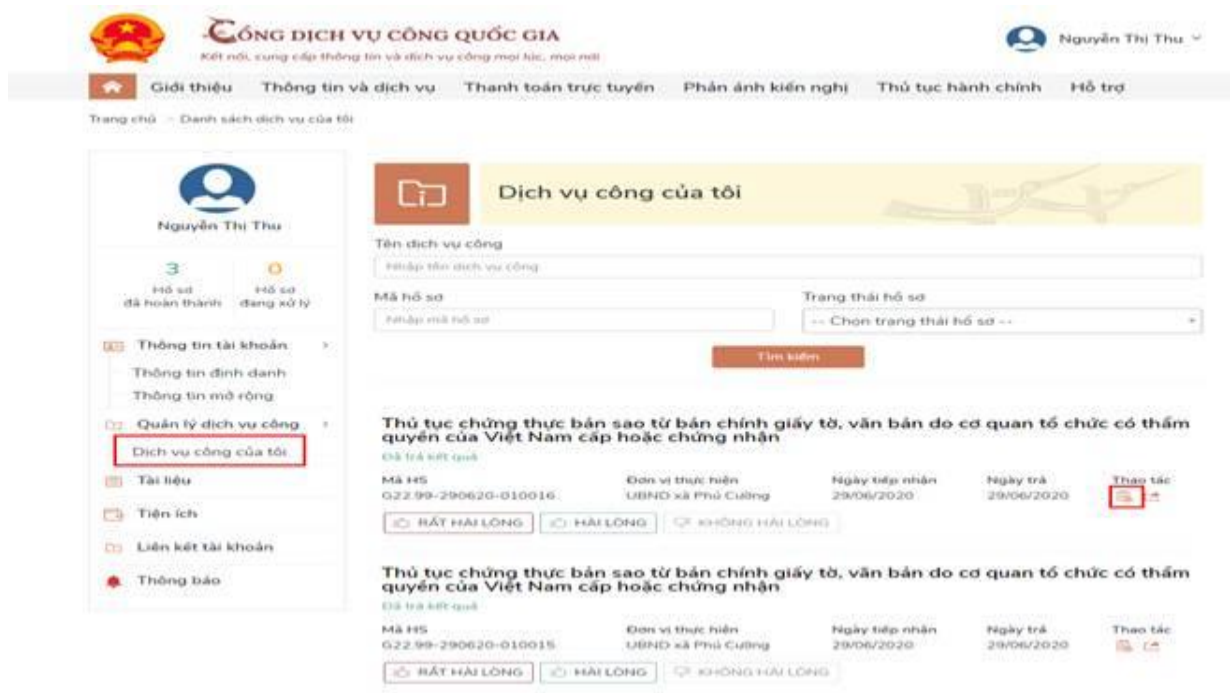 CỔNG DỊCH VỤ CÔNG QUỐC GIA
Kết nối, cung cấp thông tin và dịch vụ công mọi lúc, mọi nơi
Nguyễn Thị Thu
Giới thiệu Thông tin và dịch vụ Thanh toán trực tuyến Phản ánh kiến nghị Thủ tục hành chính Hỗ trợ
Trang chủ Danh sách dịch vụ của tôi
Nguyễn Thị Thu
3 0
Hồ sơ đã hoàn thành Hồ sơ đang xử lý
Thông tin tài khoản
Thông tin định danh
Thông tin mở rộng
Quản lý dịch vụ công
Dịch vụ công của tôi
Tài liệu
Tiện ích
Liên kết tài khoản
Thông báo
Dịch vụ công của tôi
Tên dịch vụ công
Nhập tên dịch vụ công
Mã hồ sơ Trạng thái hồ sơ
Nhập mã hồ sơ -- Chọn trạng thái hồ sơ --
Tìm kiếm
Thủ tục chứng thực bản sao từ bản chính giấy tờ, văn bản do cơ quan tổ chức có thẩm
quyền của Việt Nam cấp hoặc chứng nhận
Đã trả kết quả
Mã HS Đơn vị thực hiện Ngày tiếp nhận Ngày trả Thao tác
G22.99-290620-010016 UBND xã Phú Cường 29/06/2020 29/06/2020
RẤT HÀI LÒNG HÀI LÒNG KHÔNG HÀI LÒNG
Thủ tục chứng thực bản sao từ bản chính giấy tờ, văn bản do cơ quan tổ chức có thẩm
quyền của Việt Nam cấp hoặc chứng nhận
Đã trả kết quả
Mã HS Đơn vị thực hiện Ngày tiếp nhận Ngày trả Thao tác
G22.99-290620-010015 UBND xã Phú Cường 29/06/2020 29/06/2020
RẤT HÀI LÒNG HÀI LÒNG KHÔNG HÀI LÒNG